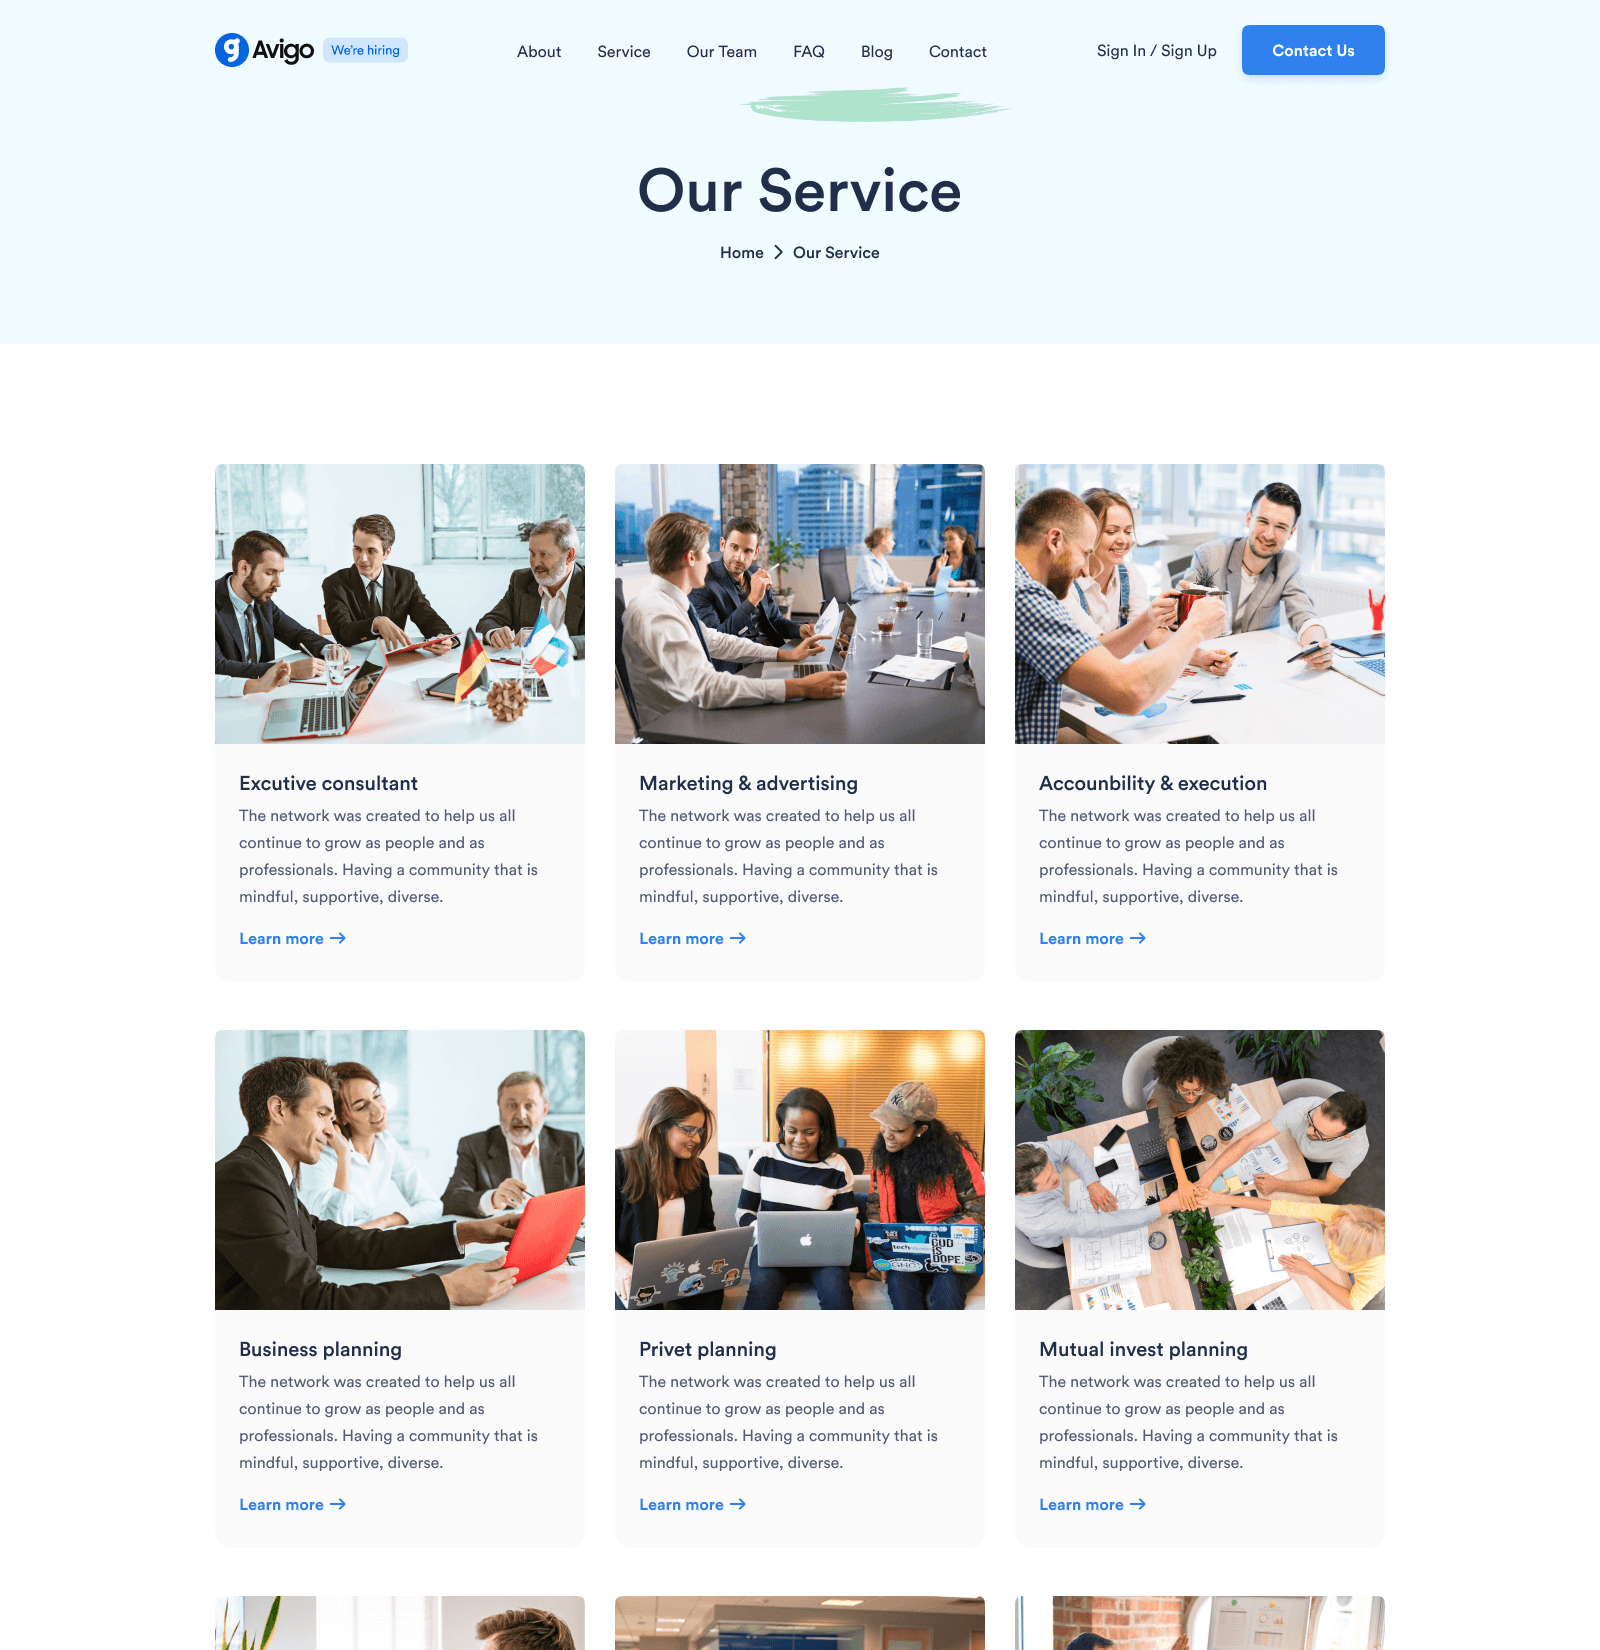 g Avigo We're hiring About Service Our Team FAQ Blog Contact Sign In / Sign Up Contact Us
Our Service
Home Our Service
Excutive consultant
The network was created to help us all
continue to grow as people and as
professionals. Having a community that is
mindful, supportive, diverse.
Learn more →
Marketing & advertising
The network was created to help us all
continue to grow as people and as
professionals. Having a community that is
mindful, supportive, diverse.
Learn more →
Accounbility & execution
The network was created to help us all
continue to grow as people and as
professionals. Having a community that is
mindful, supportive, diverse.
Learn more →
tech
GOD
IS
DOPE.
Business planning
The network was created to help us all
continue to grow as people and as
professionals. Having a community that is
mindful, supportive, diverse.
Learn more →
Privet planning
The network was created to help us all
continue to grow as people and as
professionals. Having a community that is
mindful, supportive, diverse.
Learn more →
Mutual invest planning
The network was created to help us all
continue to grow as people and as
professionals. Having a community that is
mindful, supportive, diverse.
Learn more →